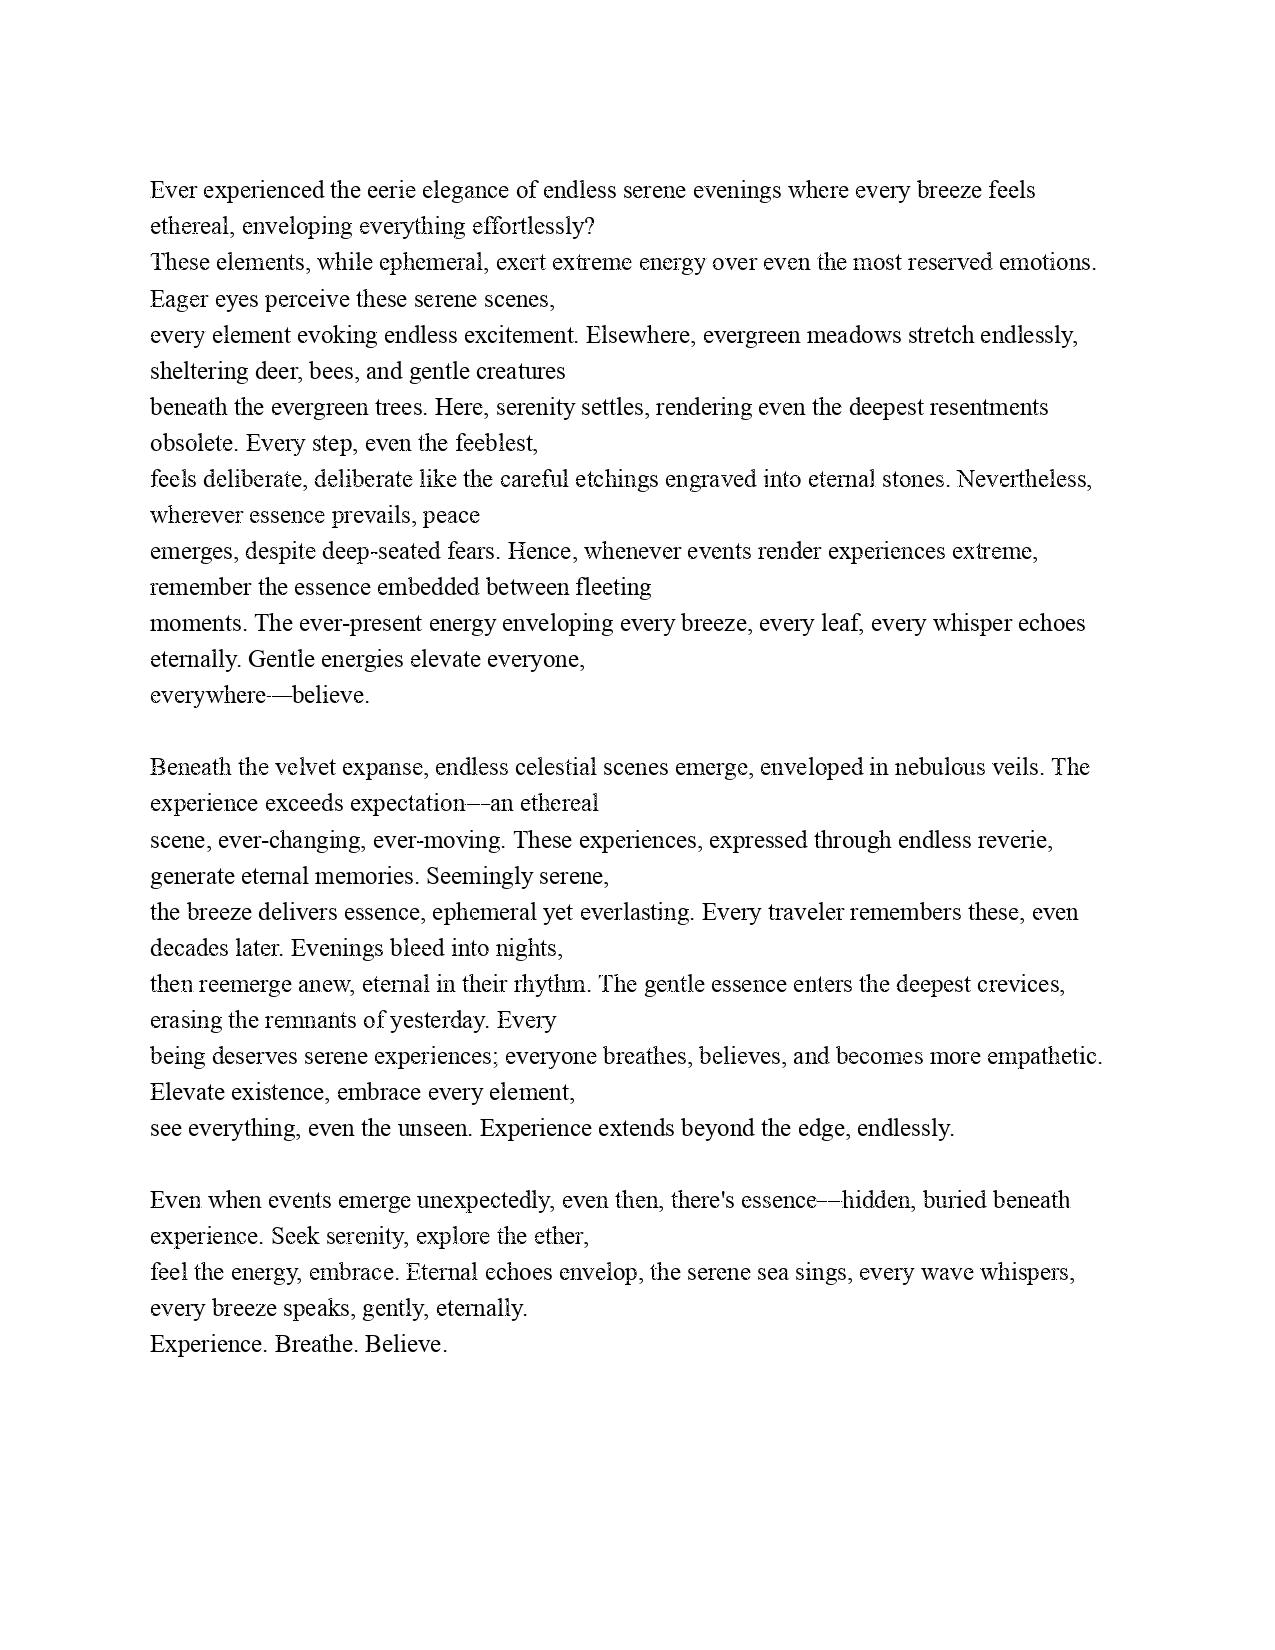 Ever experienced the eerie elegance of endless serene evenings where every breeze feels
ethereal, enveloping everything effortlessly?
These elements, while ephemeral, exert extreme energy over even the most reserved emotions.
Eager eyes perceive these serene scenes,
every element evoking endless excitement. Elsewhere, evergreen meadows stretch endlessly,
sheltering deer, bees, and gentle creatures
beneath the evergreen trees. Here, serenity settles, rendering even the deepest resentments
obsolete. Every step, even the feeblest,
feels deliberate, deliberate like the careful etchings engraved into eternal stones. Nevertheless,
wherever essence prevails, peace
emerges, despite deep-seated fears. Hence, whenever events render experiences extreme,
remember the essence embedded between fleeting
moments. The ever-present energy enveloping every breeze, every leaf, every whisper echoes
eternally. Gentle energies elevate everyone,
everywhere—believe.

Beneath the velvet expanse, endless celestial scenes emerge, enveloped in nebulous veils. The
experience exceeds expectation—an ethereal
scene, ever-changing, ever-moving. These experiences, expressed through endless reverie,
generate eternal memories. Seemingly serene,
the breeze delivers essence, ephemeral yet everlasting. Every traveler remembers these, even
decades later. Evenings bleed into nights,
then reemerge anew, eternal in their rhythm. The gentle essence enters the deepest crevices,
erasing the remnants of yesterday. Every
being deserves serene experiences; everyone breathes, believes, and becomes more empathetic.
Elevate existence, embrace every element,
see everything, even the unseen. Experience extends beyond the edge, endlessly.

Even when events emerge unexpectedly, even then, there's essence—hidden, buried beneath
experience. Seek serenity, explore the ether,
feel the energy, embrace. Eternal echoes envelop, the serene sea sings, every wave whispers,
every breeze speaks, gently, eternally.
Experience. Breathe. Believe.